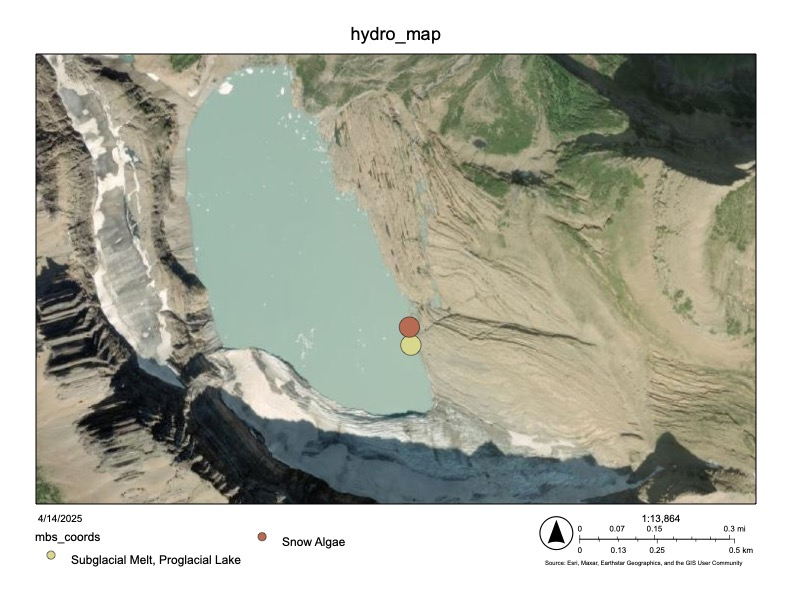 hydro_map
4/14/2025
mbs_coords
Subglacial Melt, Proglacial Lake
Snow Algae
1:13,864
0 0.07 0.15 0.3 mi
0 0.13 0.25 0.5 km
Source: Esri, Maxar, Earthstar Geographics, and the GIS User Community